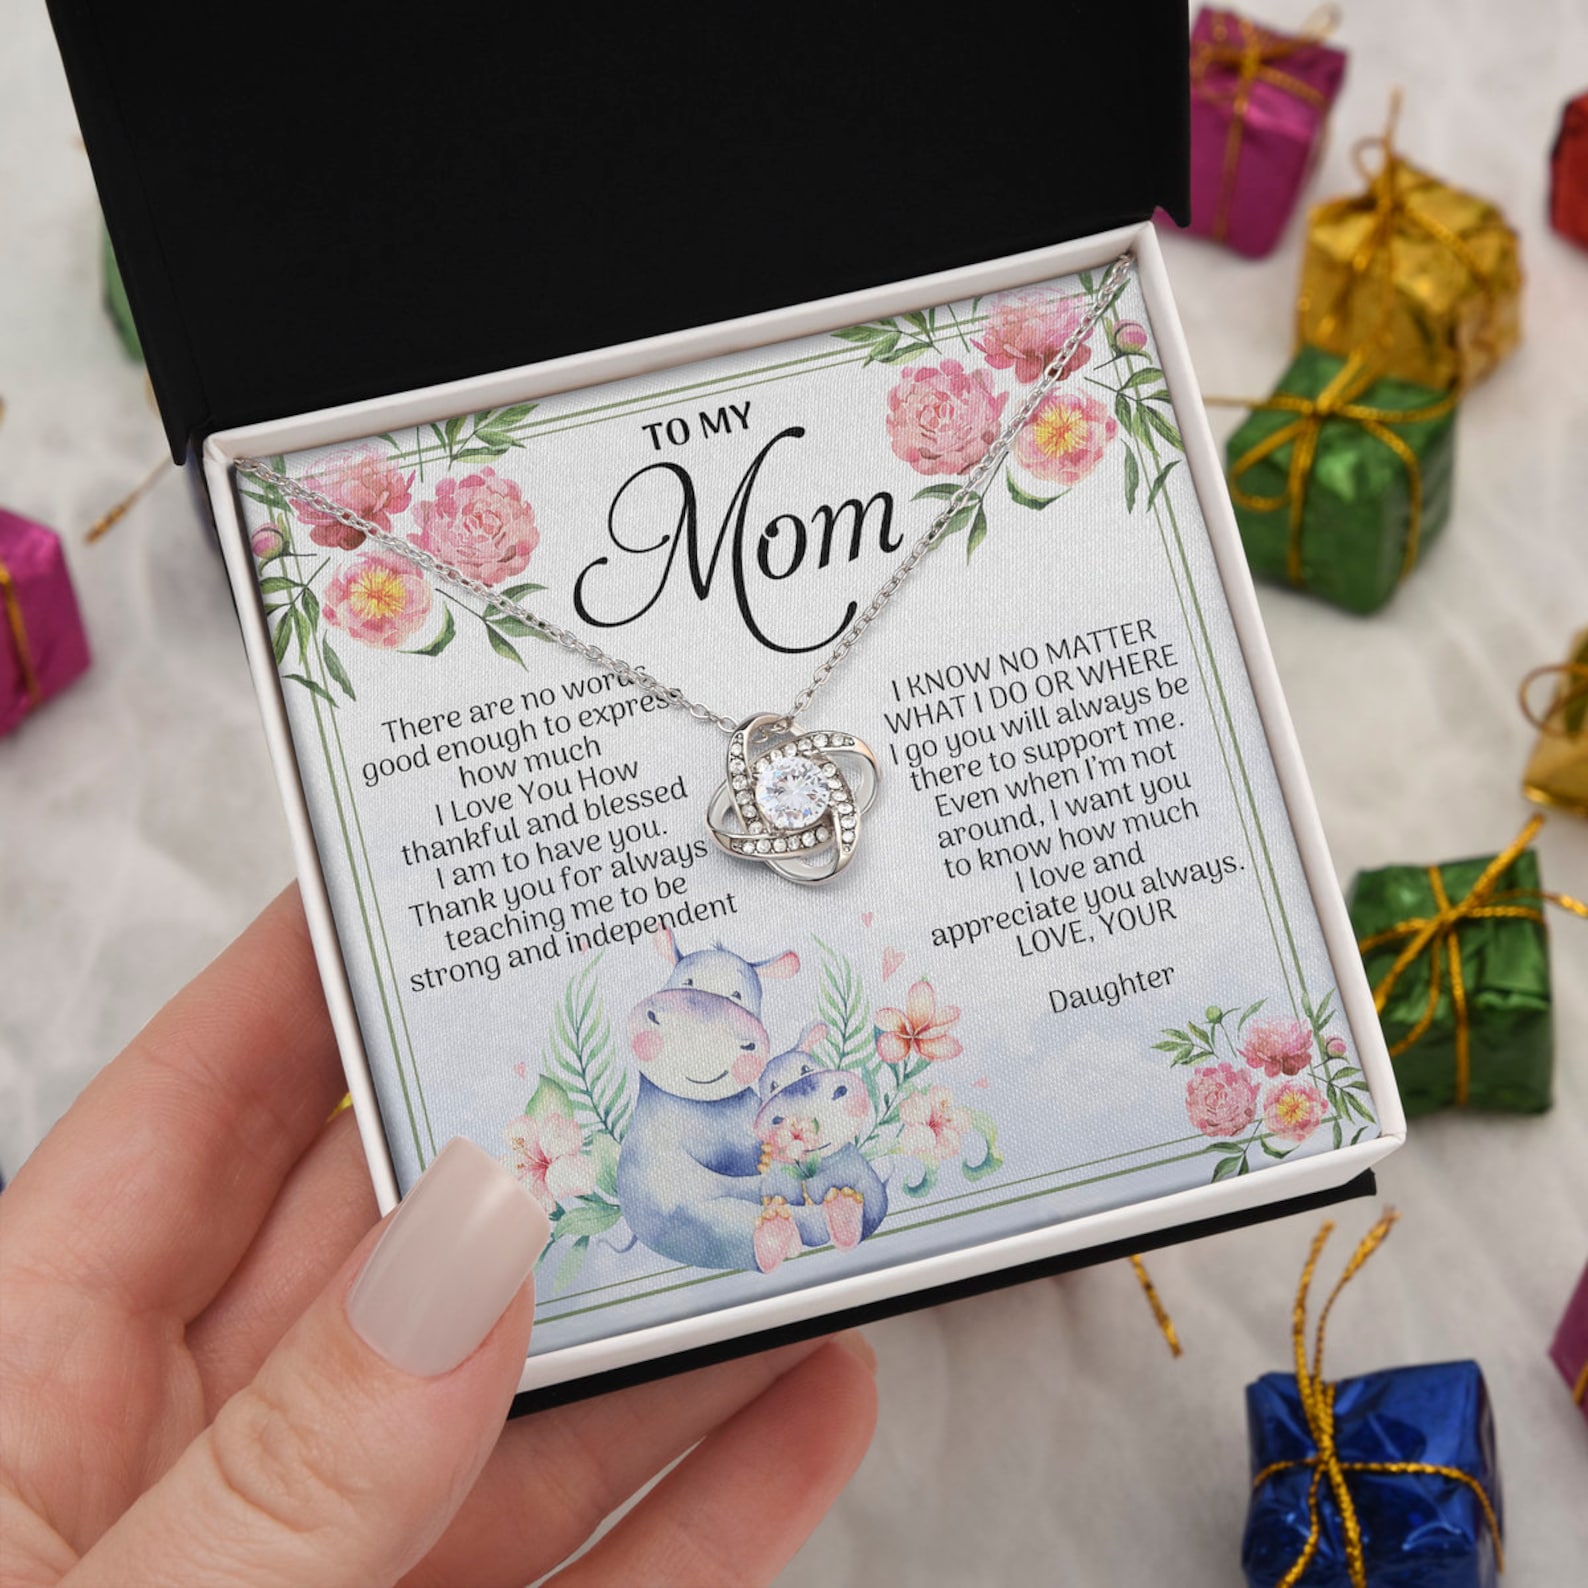 TO MY
Mom
There are no words
good enough to express
how much
I Love You How
thankful and blessed
I am to have you.
Thank you for always
teaching me to be
strong and independent
I KNOW NO MATTER
WHAT I DO OR WHERE
I go you will always be
there to support me.
Even when I'm not
around, I want you
to know how much
I love and
appreciate you always.
LOVE, YOUR
Daughter